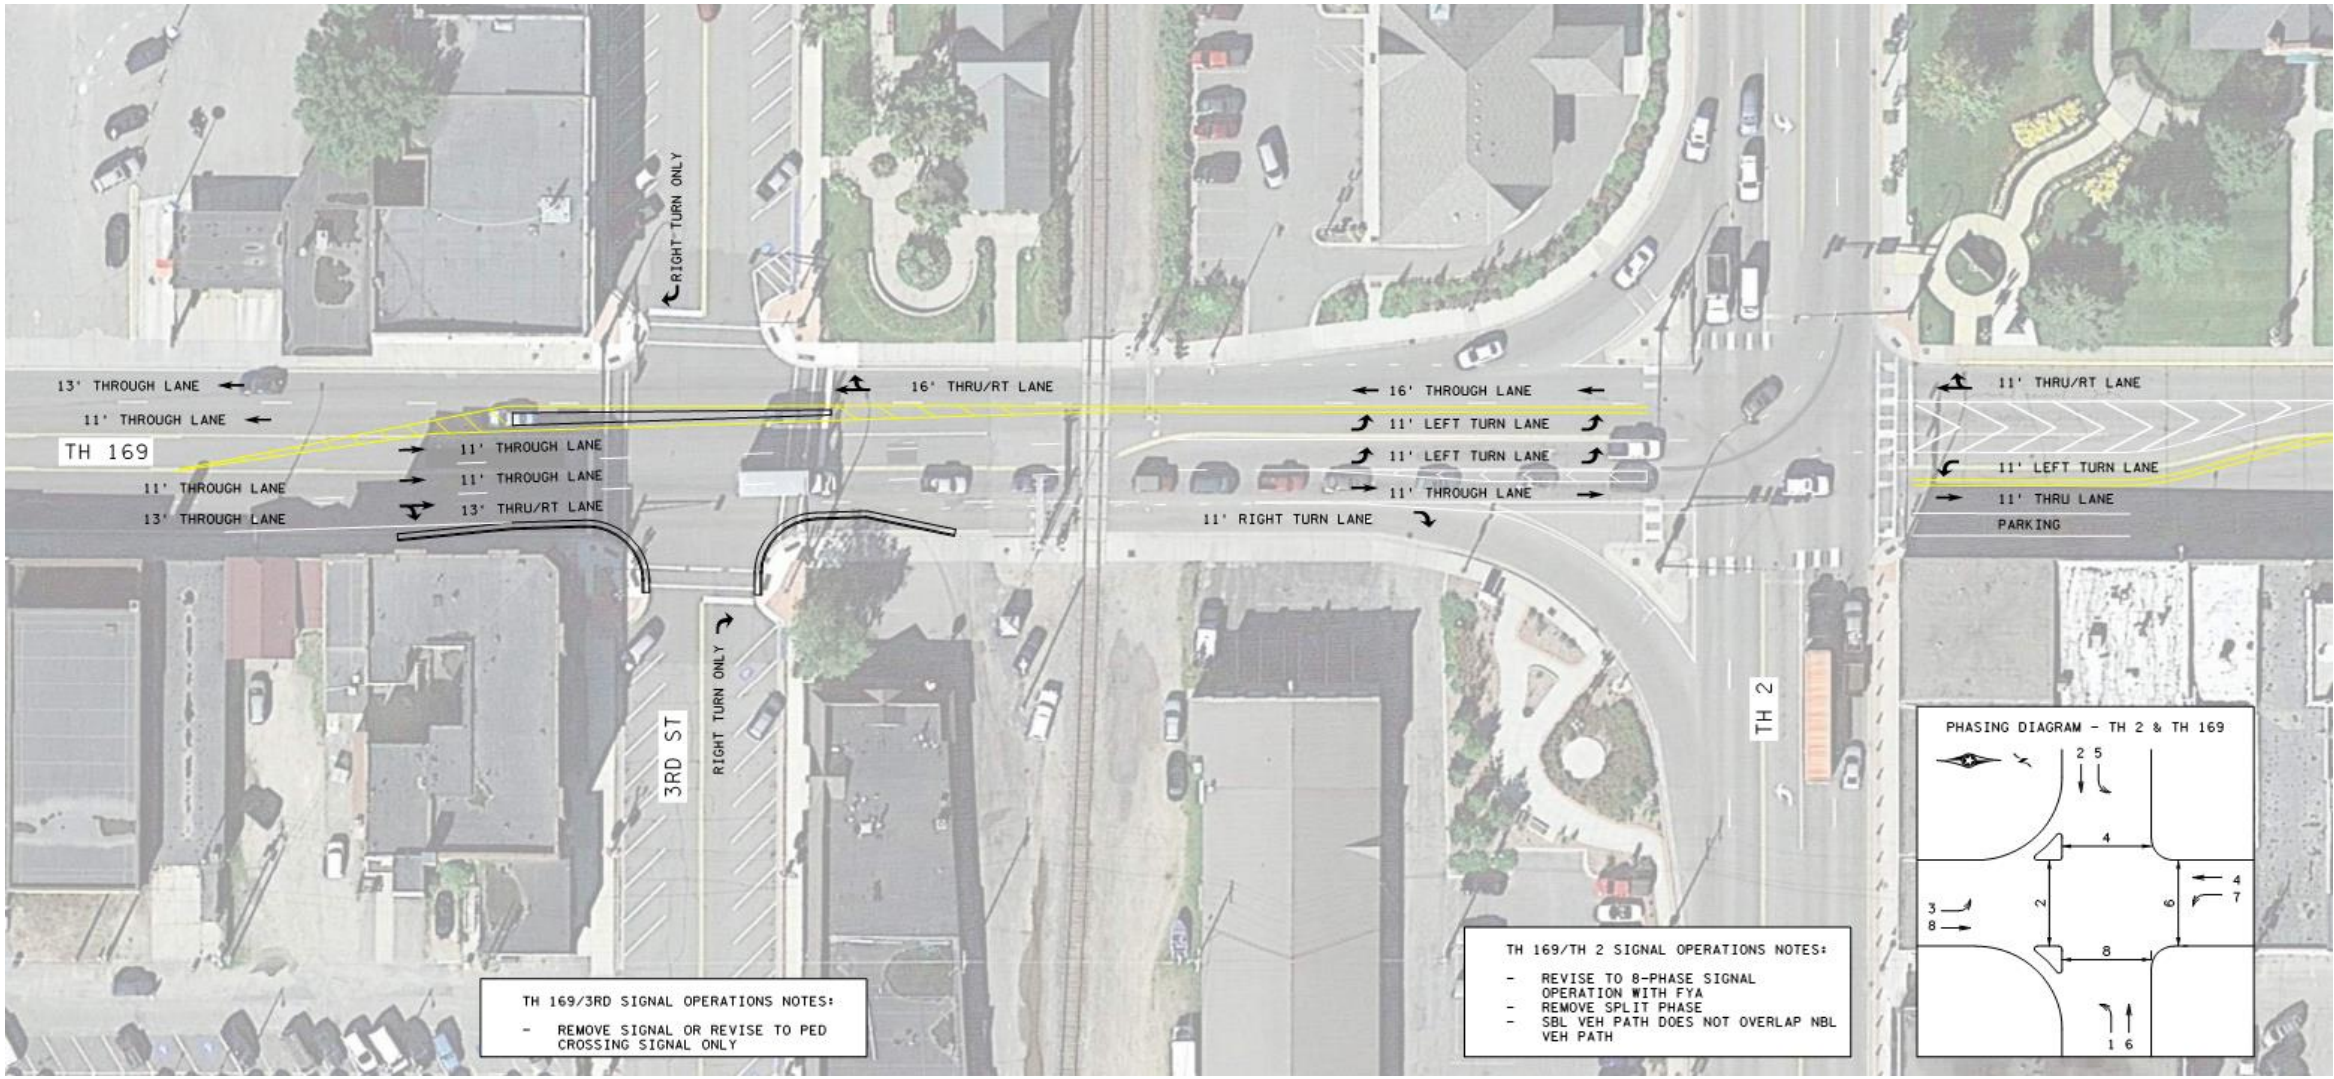 RIGHT TURN ONLY
13' THROUGH LANE
16' THRU/RT LANE
16' THROUGH LANE
11' THRU/RT LANE
11' THROUGH LANE
11' LEFT TURN LANE
TH 169
11' THROUGH LANE
11' LEFT TURN LANE
11' LEFT TURN LANE
11' THROUGH LANE
11' THROUGH LANE
11' THROUGH LANE
11' THRU LANE
13' THROUGH LANE
13' THRU/RT LANE
11' RIGHT TURN LANE
PARKING
3RD ST
RIGHT TURN ONLY
TH 2
PHASING DIAGRAM - TH 2 & TH 169
2 5
4
4
7
3
8
2
6
8
1 6
TH 169/3RD SIGNAL OPERATIONS NOTES:
- REMOVE SIGNAL OR REVISE TO PED
CROSSING SIGNAL ONLY
TH 169/TH 2 SIGNAL OPERATIONS NOTES:
- REVISE TO 8-PHASE SIGNAL
OPERATION WITH FYA
- REMOVE SPLIT PHASE
- SBL VEH PATH DOES NOT OVERLAP NBL
VEH PATH